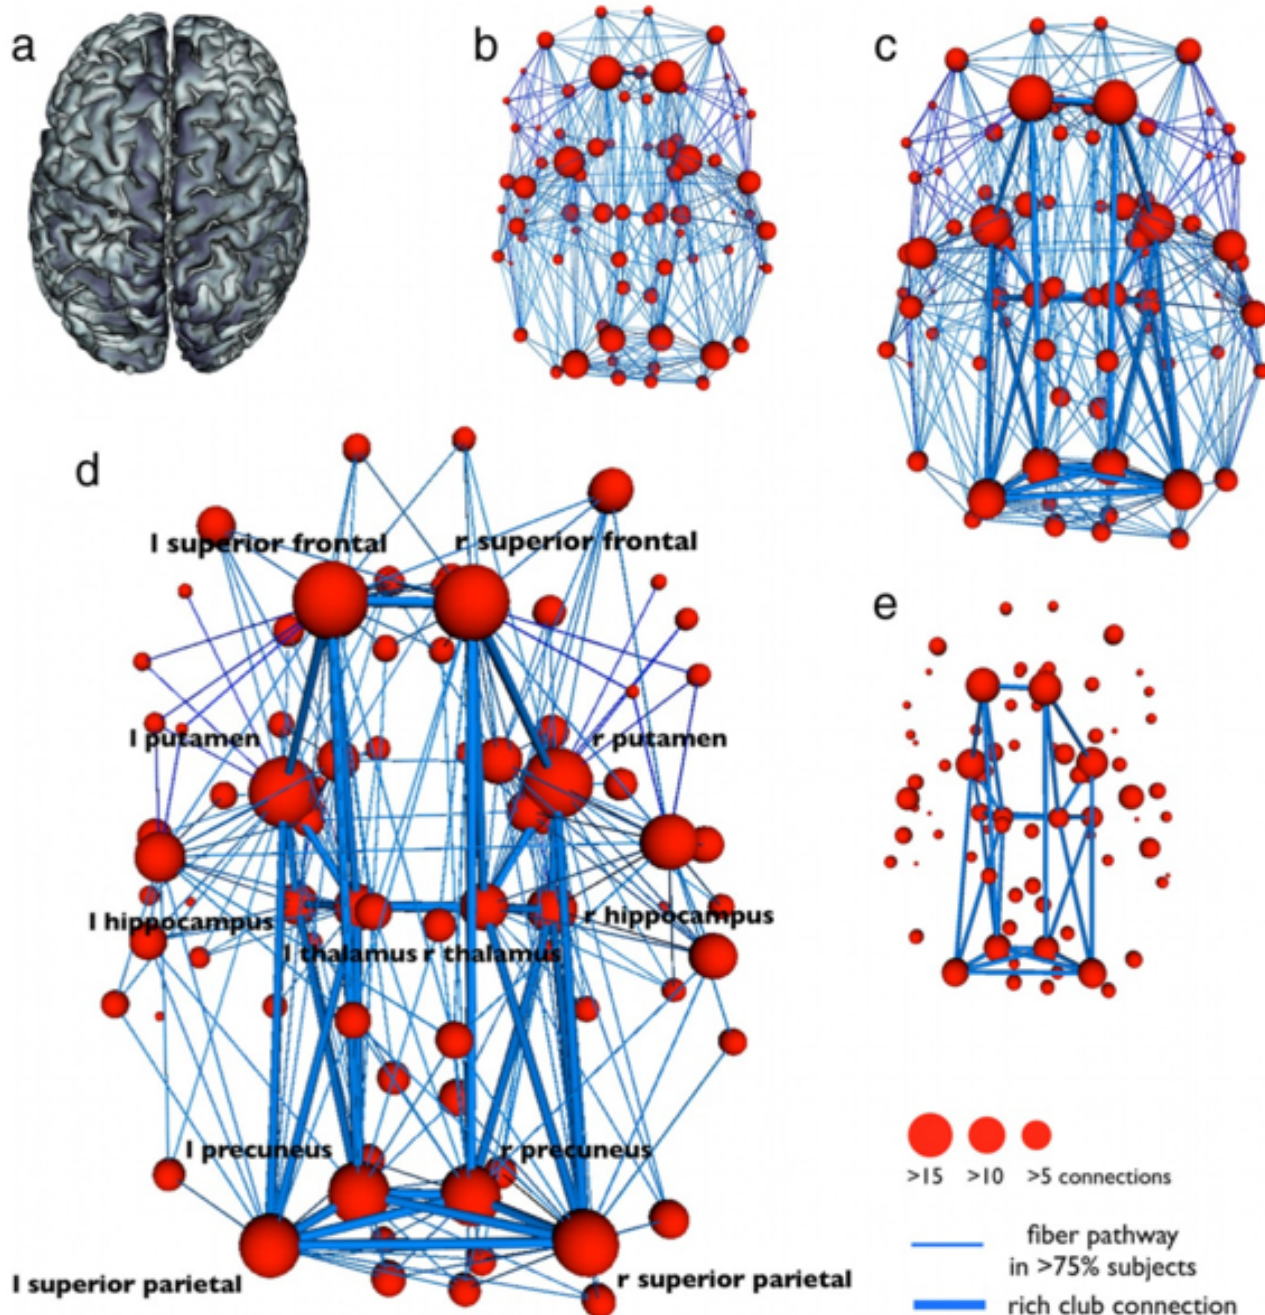 a
b
c
d
l superior frontal
r superior frontal
l putamen
r putamen
l hippocampus
r hippocampus
l thalamus r thalamus
l precuneus
r precuneus
l superior parietal
r superior parietal
e
>15 >10 >5 connections
fiber pathway
in >75% subjects
rich club connection